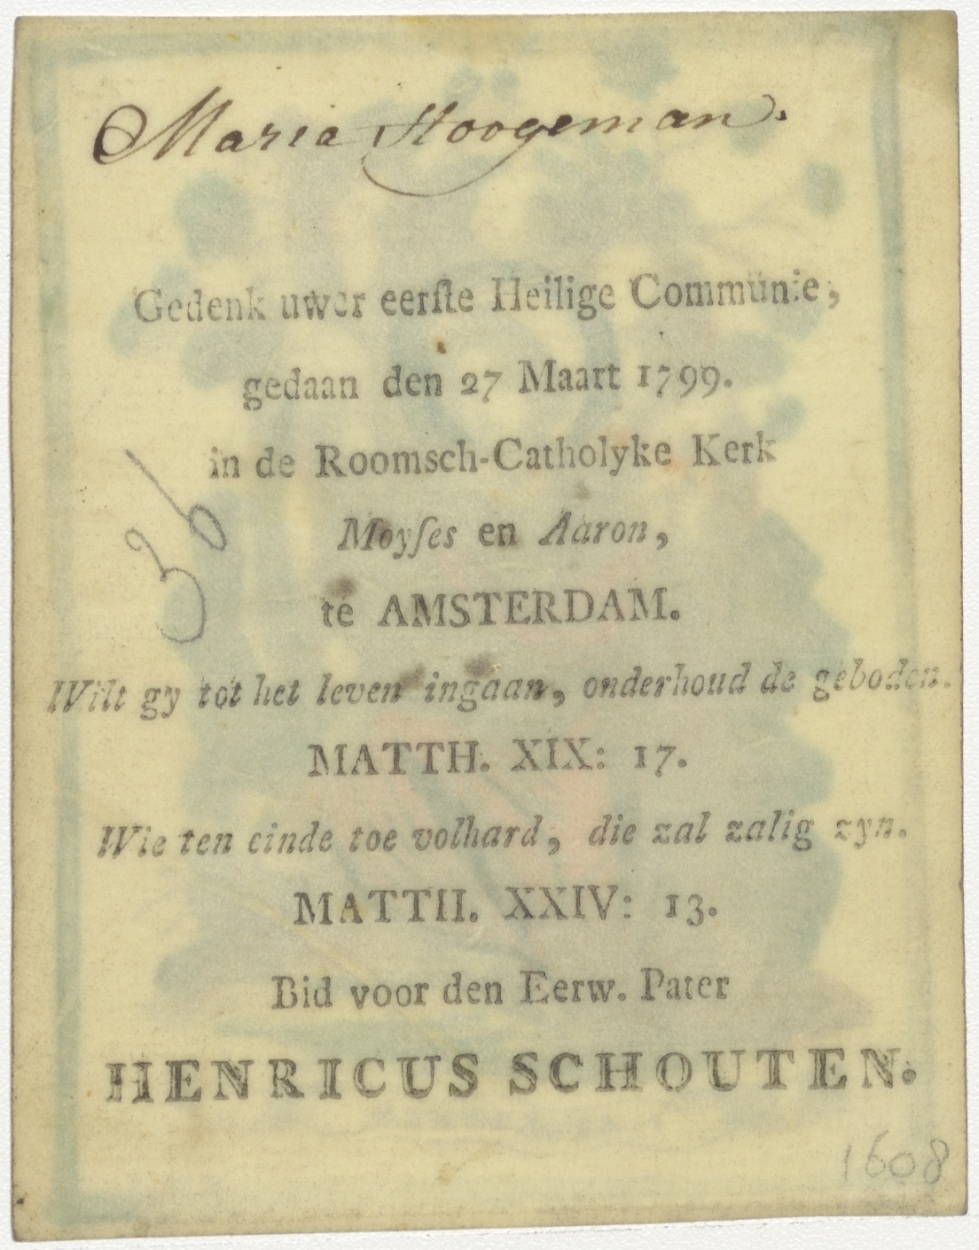 Maria Hoogeman.
Gedenk uwer eerſte Heilige Communie,
gedaan den 27 Maart 1799.
in de Roomsch-Catholyke Kerk
Moyſes en Aaron,
te AMSTERDAM.
36
Wilt gy tot het leven ingaan, onderhoud de geboden.
MATTH. XIX: 17.
Wie ten einde toe volhard, die zal zalig zyn.
MATTH. XXIV: 13.
Bid voor den Eerw. Pater
HENRICUS SCHOUTEN.
1608